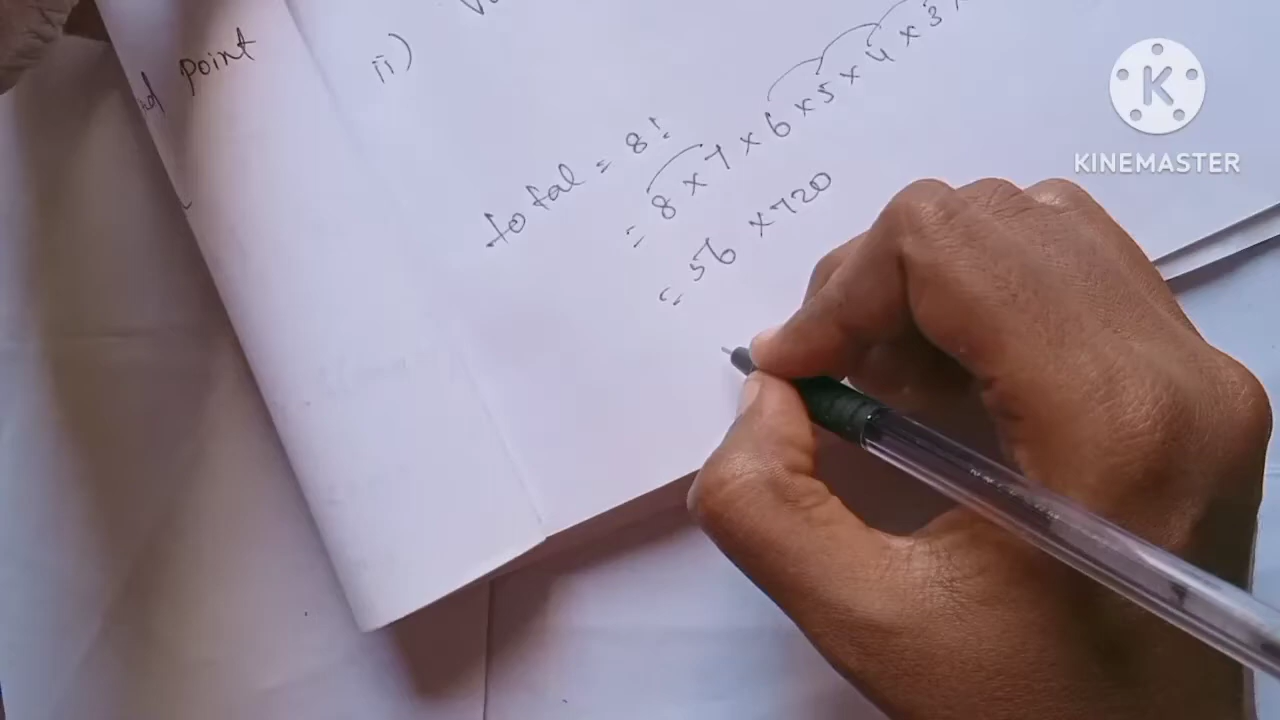 point
ii)
total = 8!
= 8 x 7 x 6 x 5 x 4 x 3 x
= 56 x 720
K
KINEMASTER